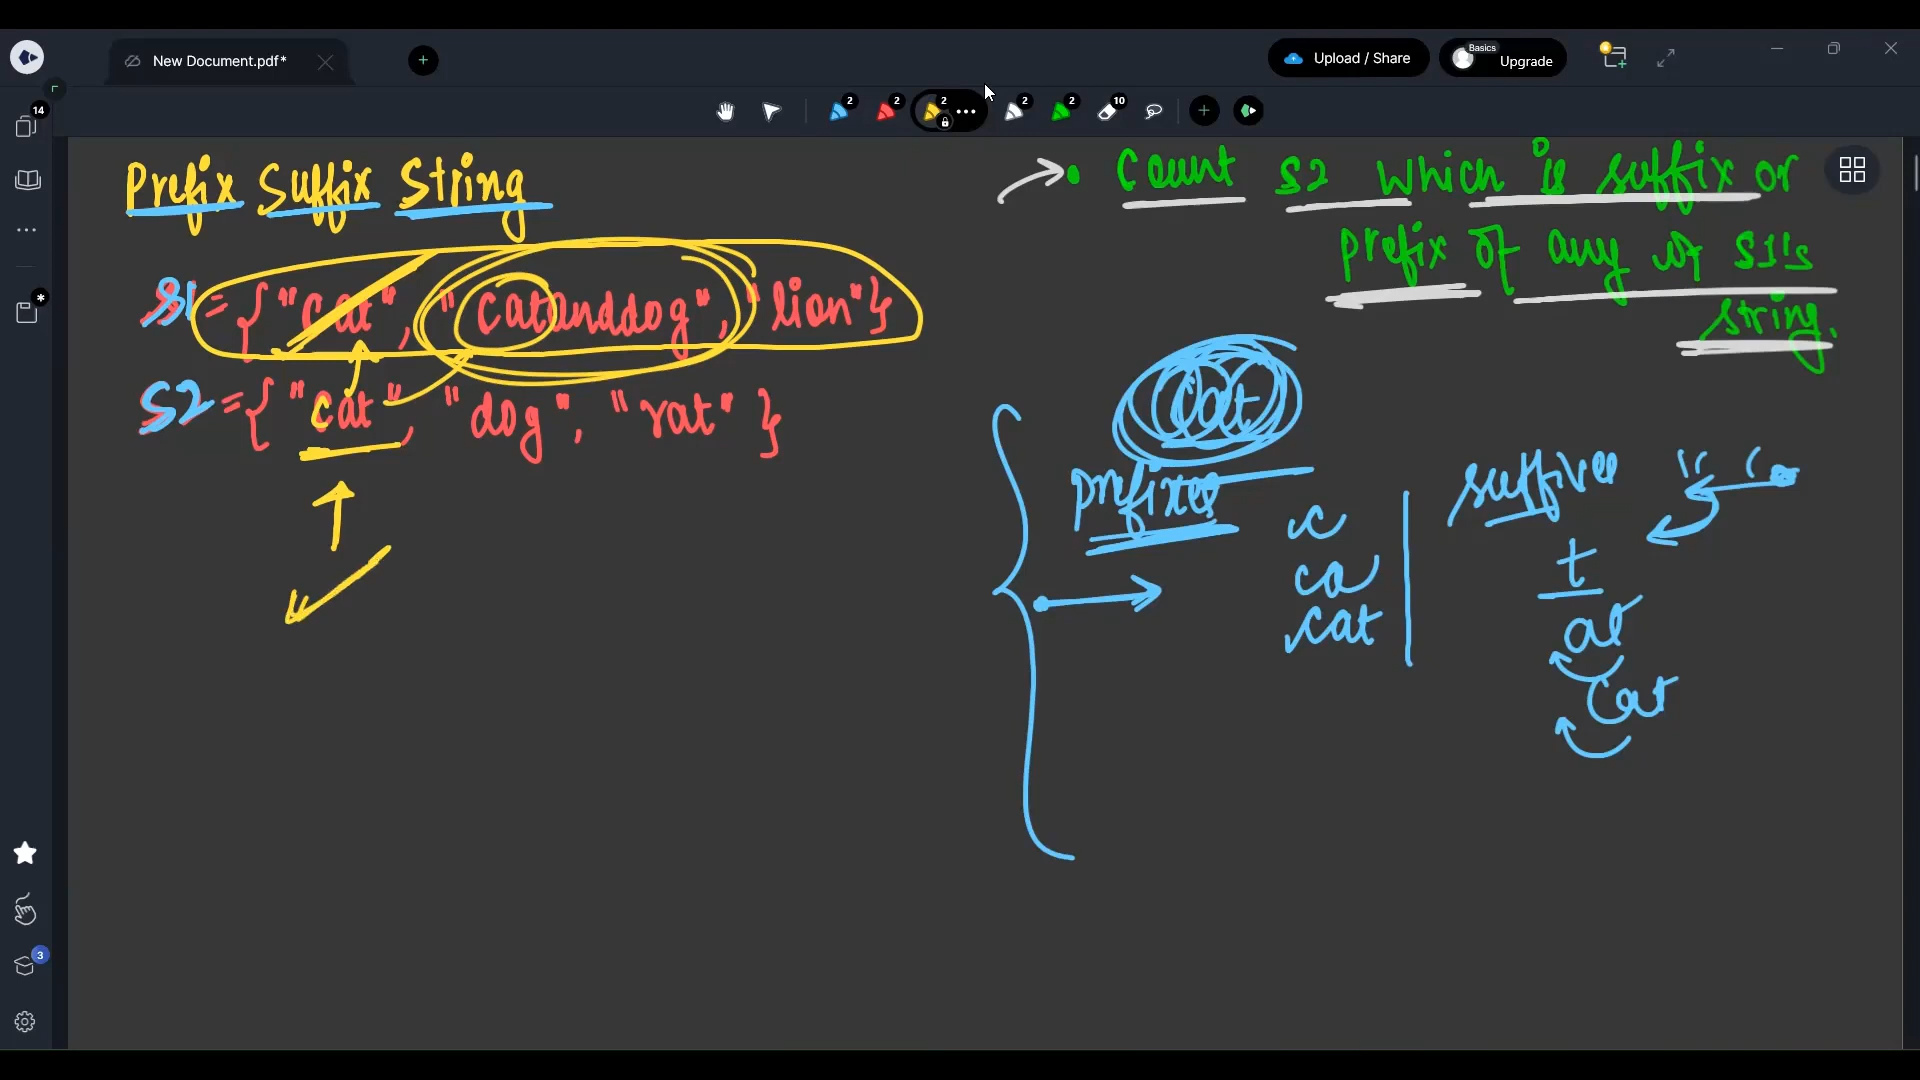 New Document.pdf*
Upload / Share
Basics
Upgrade
14
2
2
2
2
2
10
3
Prefix Suffix String
S1 = { "cat", "catanddog", "lion" }
S2 = { "cat", "dog", "rat" }
• Count S2 which is suffix or
prefix of any of S1's
string.
Cat
prefixes
c
ca
cat
suffixes
t
at
Cat